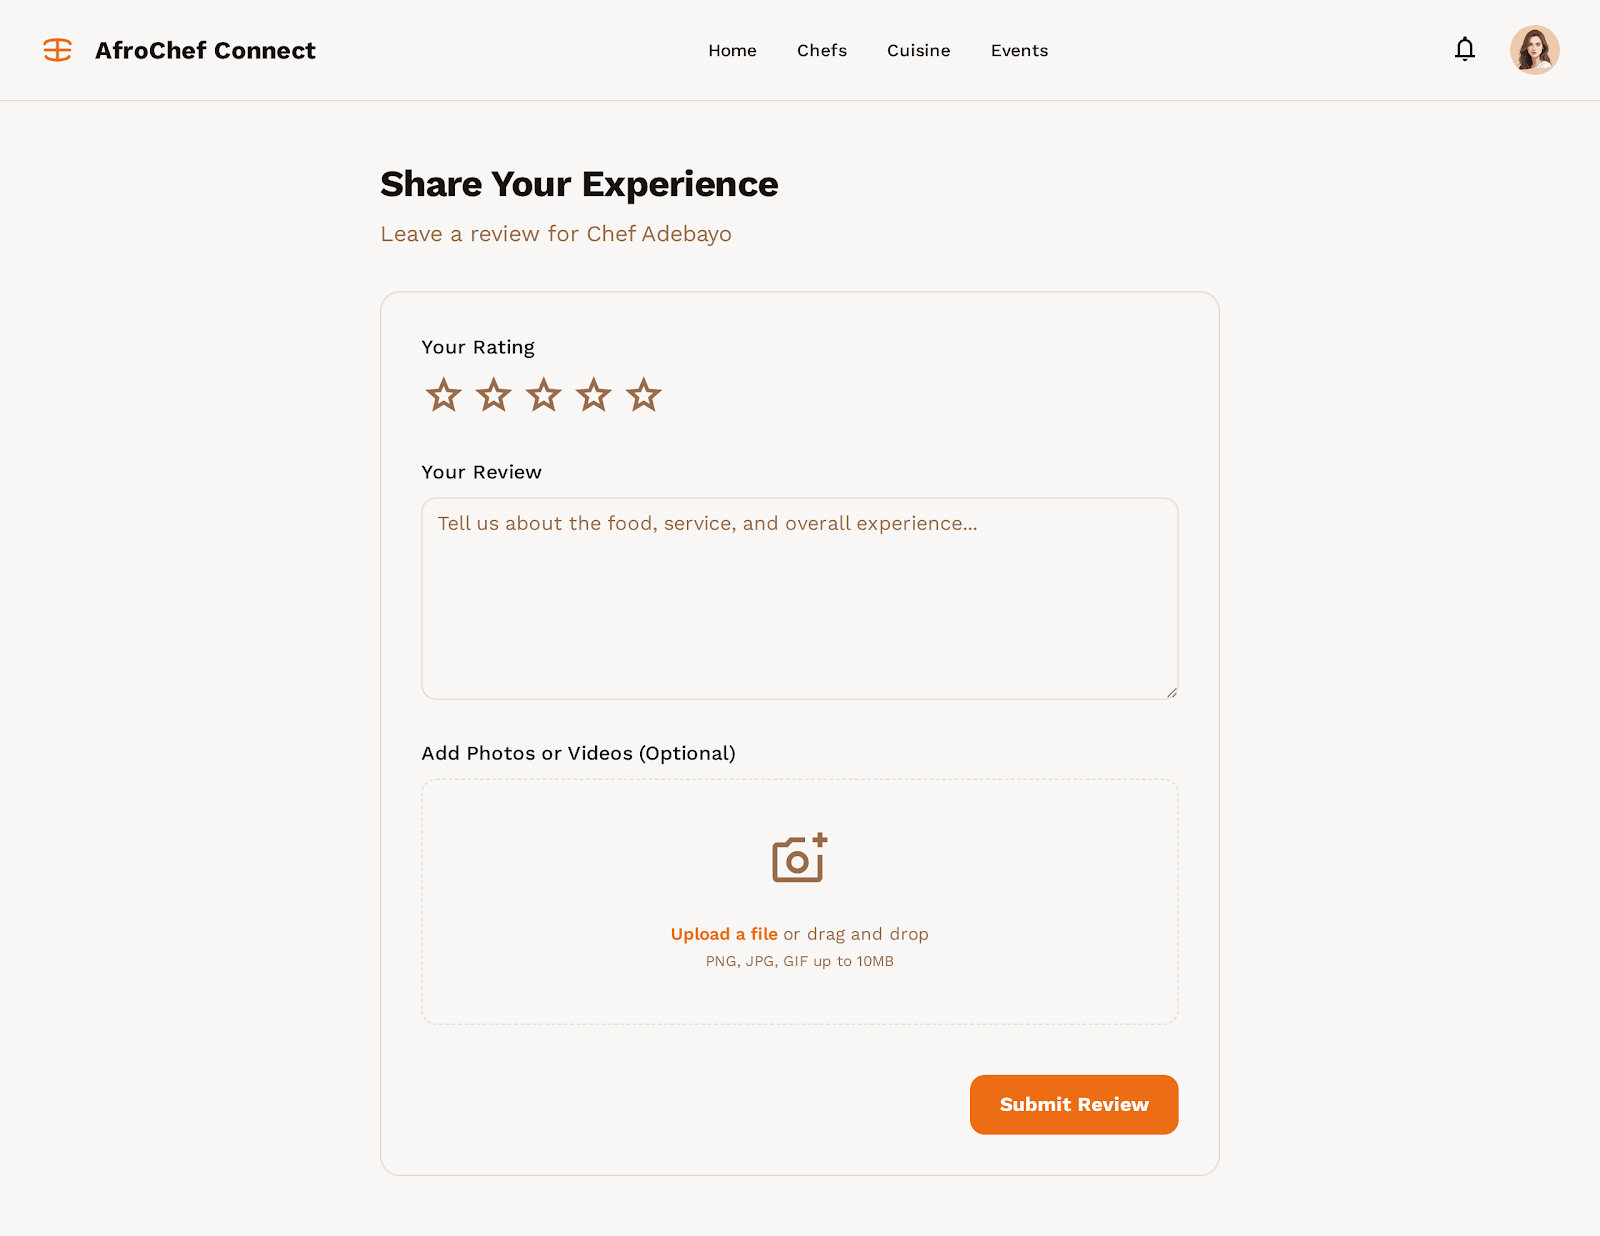 AfroChef Connect
Home Chefs Cuisine Events
Share Your Experience
Leave a review for Chef Adebayo
Your Rating
Your Review
Tell us about the food, service, and overall experience...
Add Photos or Videos (Optional)
Upload a file or drag and drop
PNG, JPG, GIF up to 10MB
Submit Review